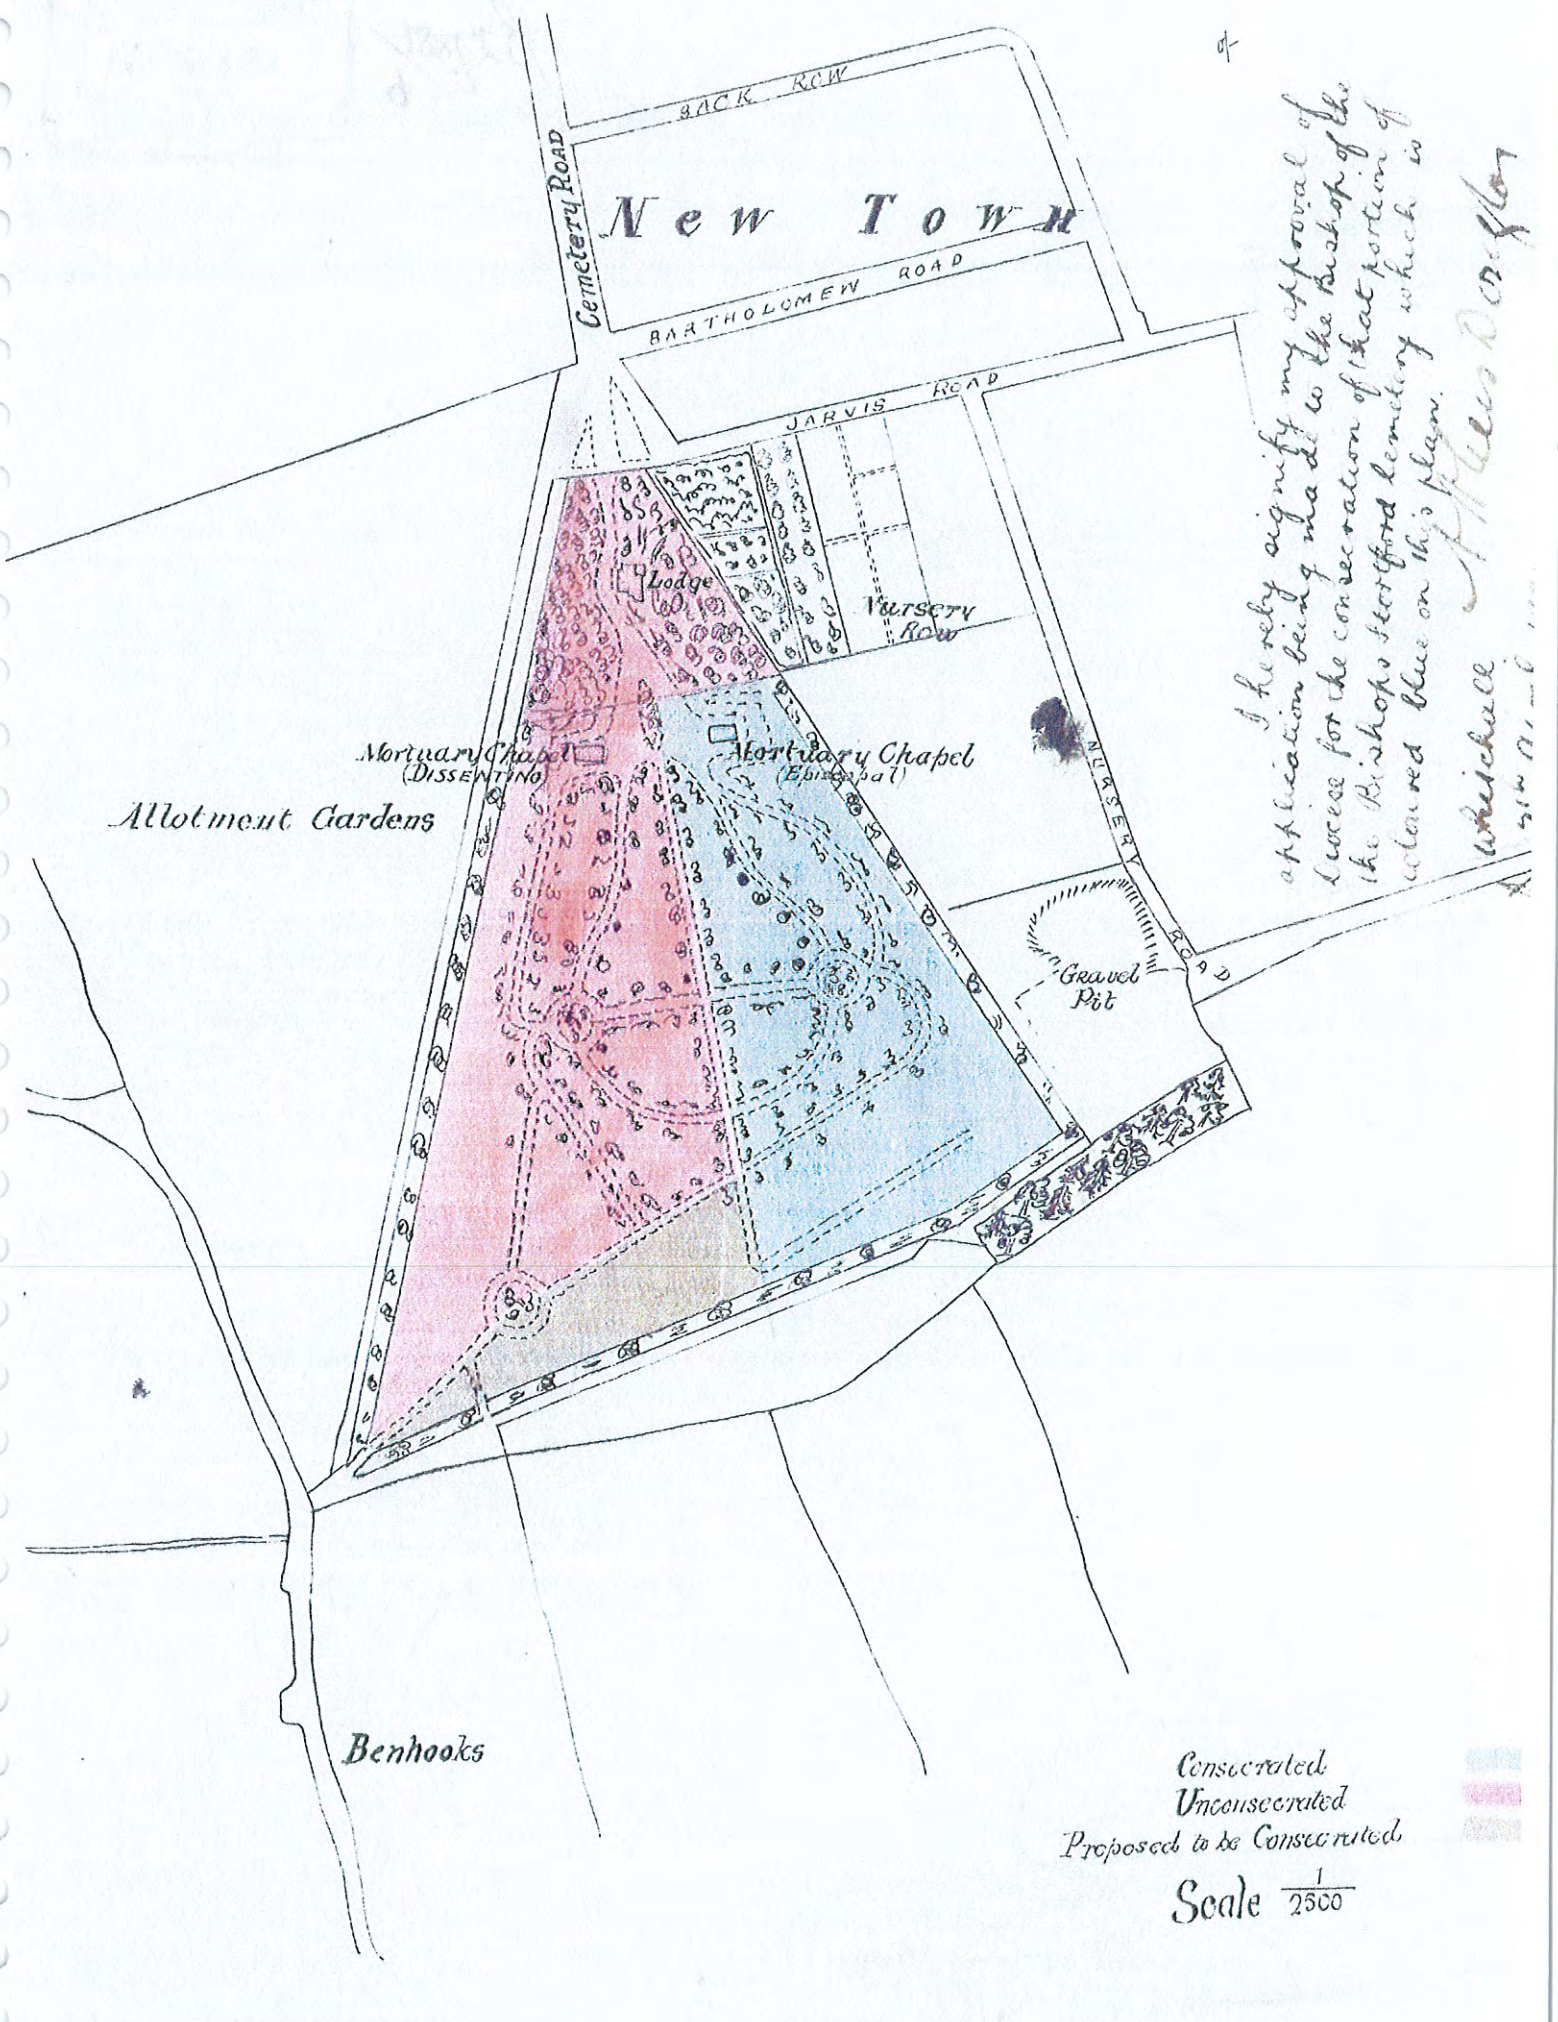 BACK ROW
Cemetery Road
New Town
BARTHOLOMEW ROAD
JARVIS ROAD
Lodge
Nursery
Row
Mortuary Chapel
(Dissenting)
Mortuary Chapel
(Episcopal)
Allotment Gardens
NURSERY ROAD
Gravel
Pit
Benhooks
Consecrated
Unconsecrated
Proposed to be Consecrated
Scale 1/2500
I hereby signify my approval of
application being made to the Bishop of the
Diocese for the consecration of that portion of
the Bishops Stortford Cemetery which is
coloured blue on this plan.
Whitehall